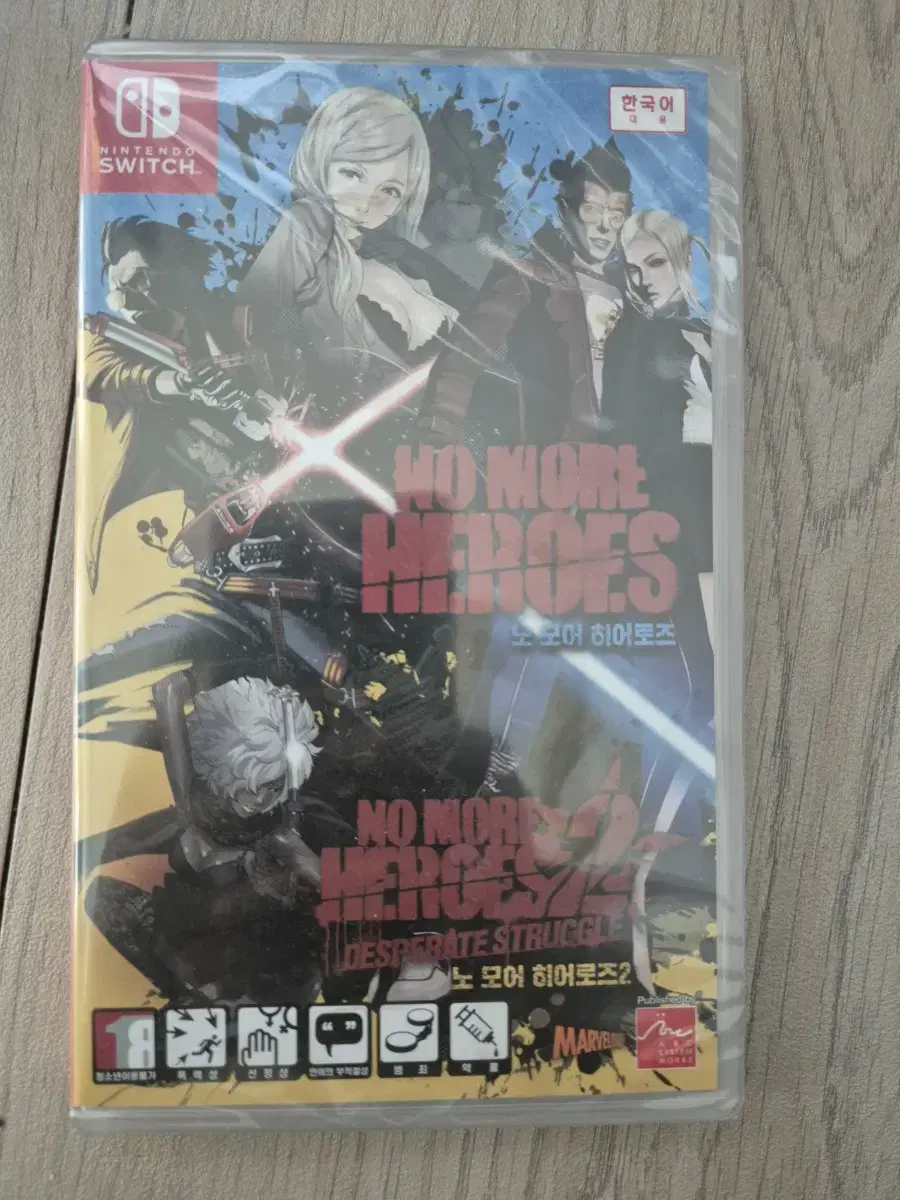 NINTENDO
SWITCH
한국어
대응
NO MORE
HEROES
노 모어 히어로즈
NO MORE
HEROES 2
DESPERATE STRUGGLE
노 모어 히어로즈2
18
청소년이용불가
폭력성
선정성
언어의 부적절성
범죄
약물
MARVELOUS
Published by
ARC
SYSTEM
WORKS